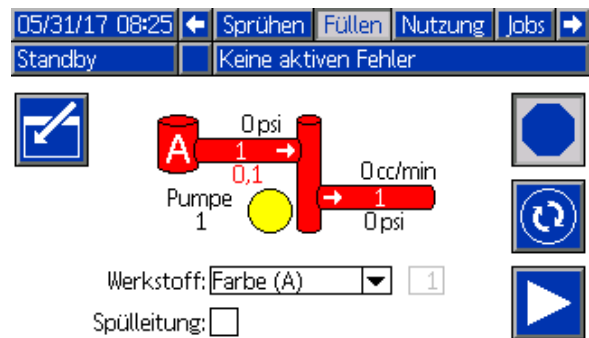 05/31/17 08:25 Sprühen Füllen Nutzung Jobs
Standby Keine aktiven Fehler
0 psi
A
1
0,1
0 cc/min
Pumpe
1
1
0 psi
Werkstoff: Farbe (A) 1
Spülleitung: